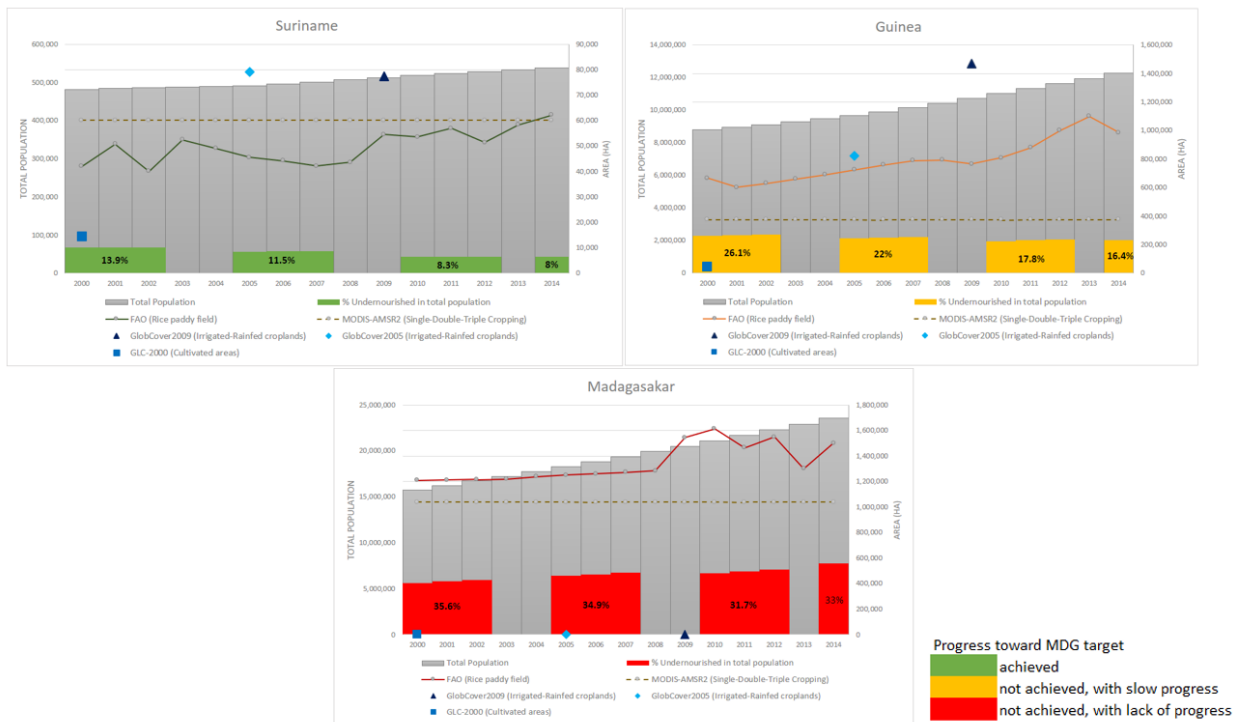 Suriname
600,000
500,000
400,000
300,000
200,000
100,000
0
TOTAL POPULATION
90,000
80,000
70,000
60,000
50,000
40,000
30,000
20,000
10,000
0
AREA (HA)
13.9%
11.5%
8.3%
8%
2000 2001 2002 2003 2004 2005 2006 2007 2008 2009 2010 2011 2012 2013 2014
Total Population
% Undernourished in total population
FAO (Rice paddy field)
MODIS-AMSR2 (Single-Double-Triple Cropping)
GlobCover2009 (Irrigated-Rainfed croplands)
GlobCover2005 (Irrigated-Rainfed croplands)
GLC-2000 (Cultivated areas)
Guinea
14,000,000
12,000,000
10,000,000
8,000,000
6,000,000
4,000,000
2,000,000
0
TOTAL POPULATION
1,600,000
1,400,000
1,200,000
1,000,000
800,000
600,000
400,000
200,000
0
AREA (HA)
26.1%
22%
17.8%
16.4%
2000 2001 2002 2003 2004 2005 2006 2007 2008 2009 2010 2011 2012 2013 2014
Total Population
% Undernourished in total population
FAO (Rice paddy field)
MODIS-AMSR2 (Single-Double-Triple Cropping)
GlobCover2009 (Irrigated-Rainfed croplands)
GlobCover2005 (Irrigated-Rainfed croplands)
GLC-2000 (Cultivated areas)
Madagasakar
25,000,000
20,000,000
15,000,000
10,000,000
5,000,000
0
TOTAL POPULATION
1,800,000
1,600,000
1,400,000
1,200,000
1,000,000
800,000
600,000
400,000
200,000
0
AREA (HA)
35.6%
34.9%
31.7%
33%
2000 2001 2002 2003 2004 2005 2006 2007 2008 2009 2010 2011 2012 2013 2014
Total Population
% Undernourished in total population
FAO (Rice paddy field)
MODIS-AMSR2 (Single-Double-Triple Cropping)
GlobCover2009 (Irrigated-Rainfed croplands)
GlobCover2005 (Irrigated-Rainfed croplands)
GLC-2000 (Cultivated areas)
Progress toward MDG target
achieved
not achieved, with slow progress
not achieved, with lack of progress